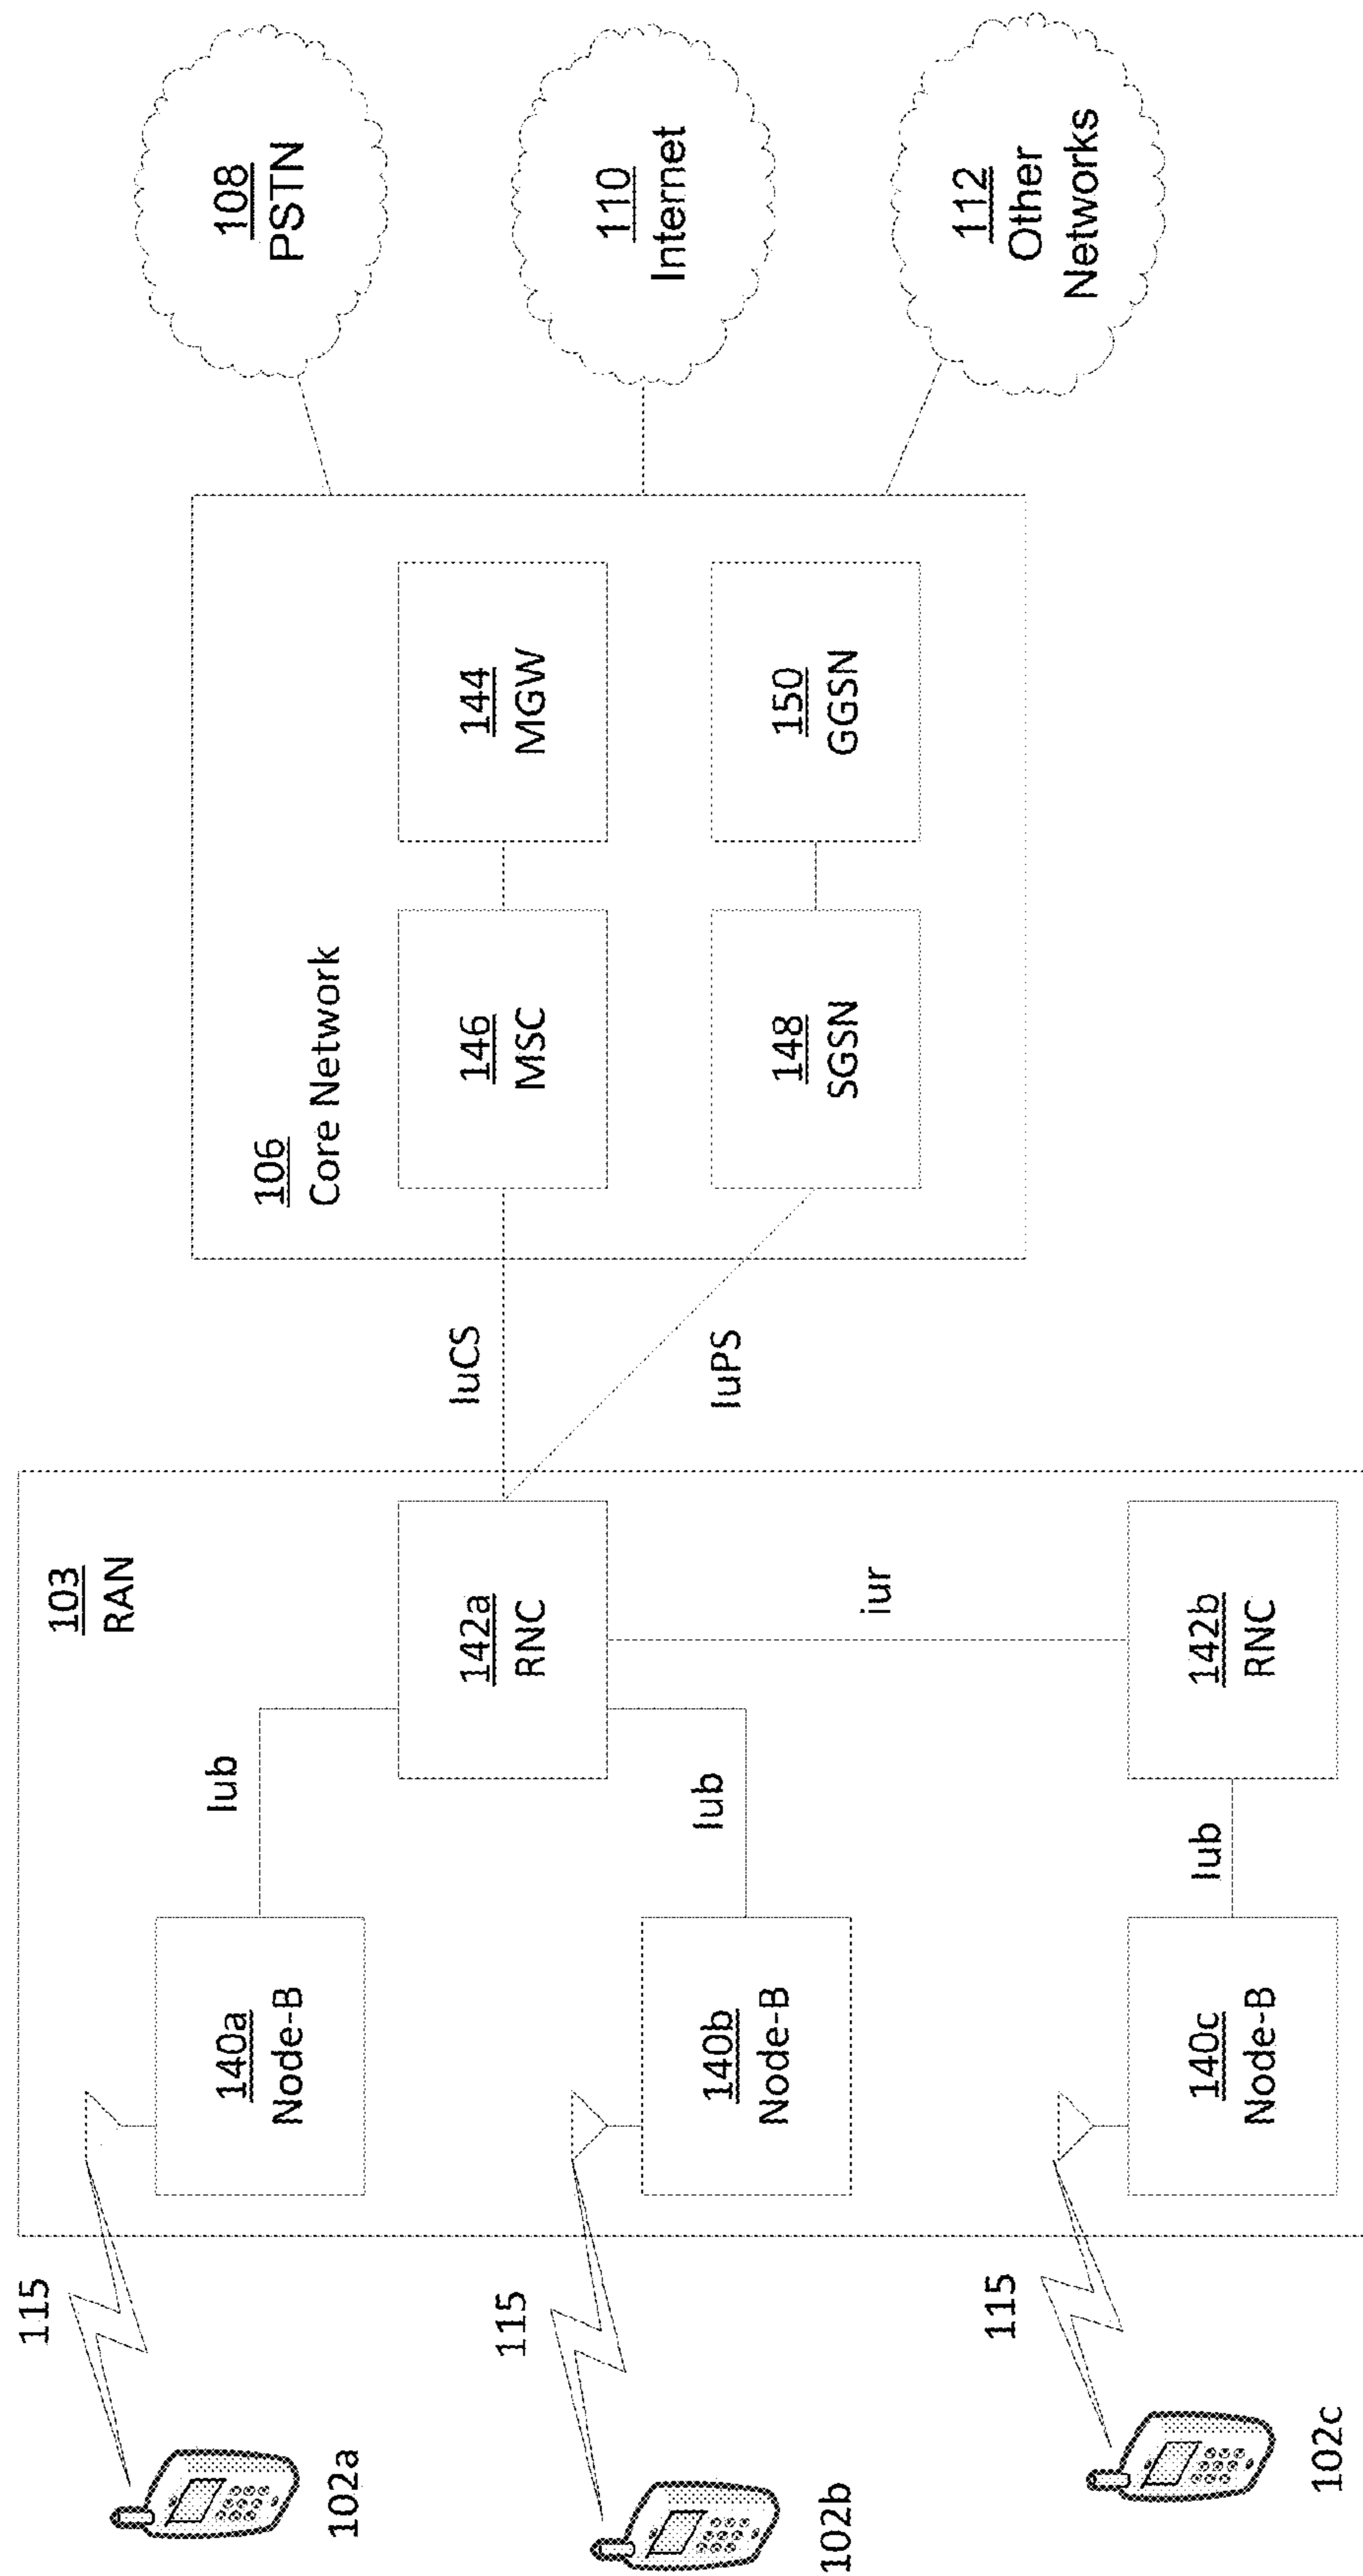 115
102a
115
102b
115
102c
103
RAN
140a
Node-B
140b
Node-B
140c
Node-B
Iub
Iub
Iub
142a
RNC
iur
142b
RNC
IuCS
IuPS
106
Core Network
146
MSC
144
MGW
148
SGSN
150
GGSN
108
PSTN
110
Internet
112
Other
Networks